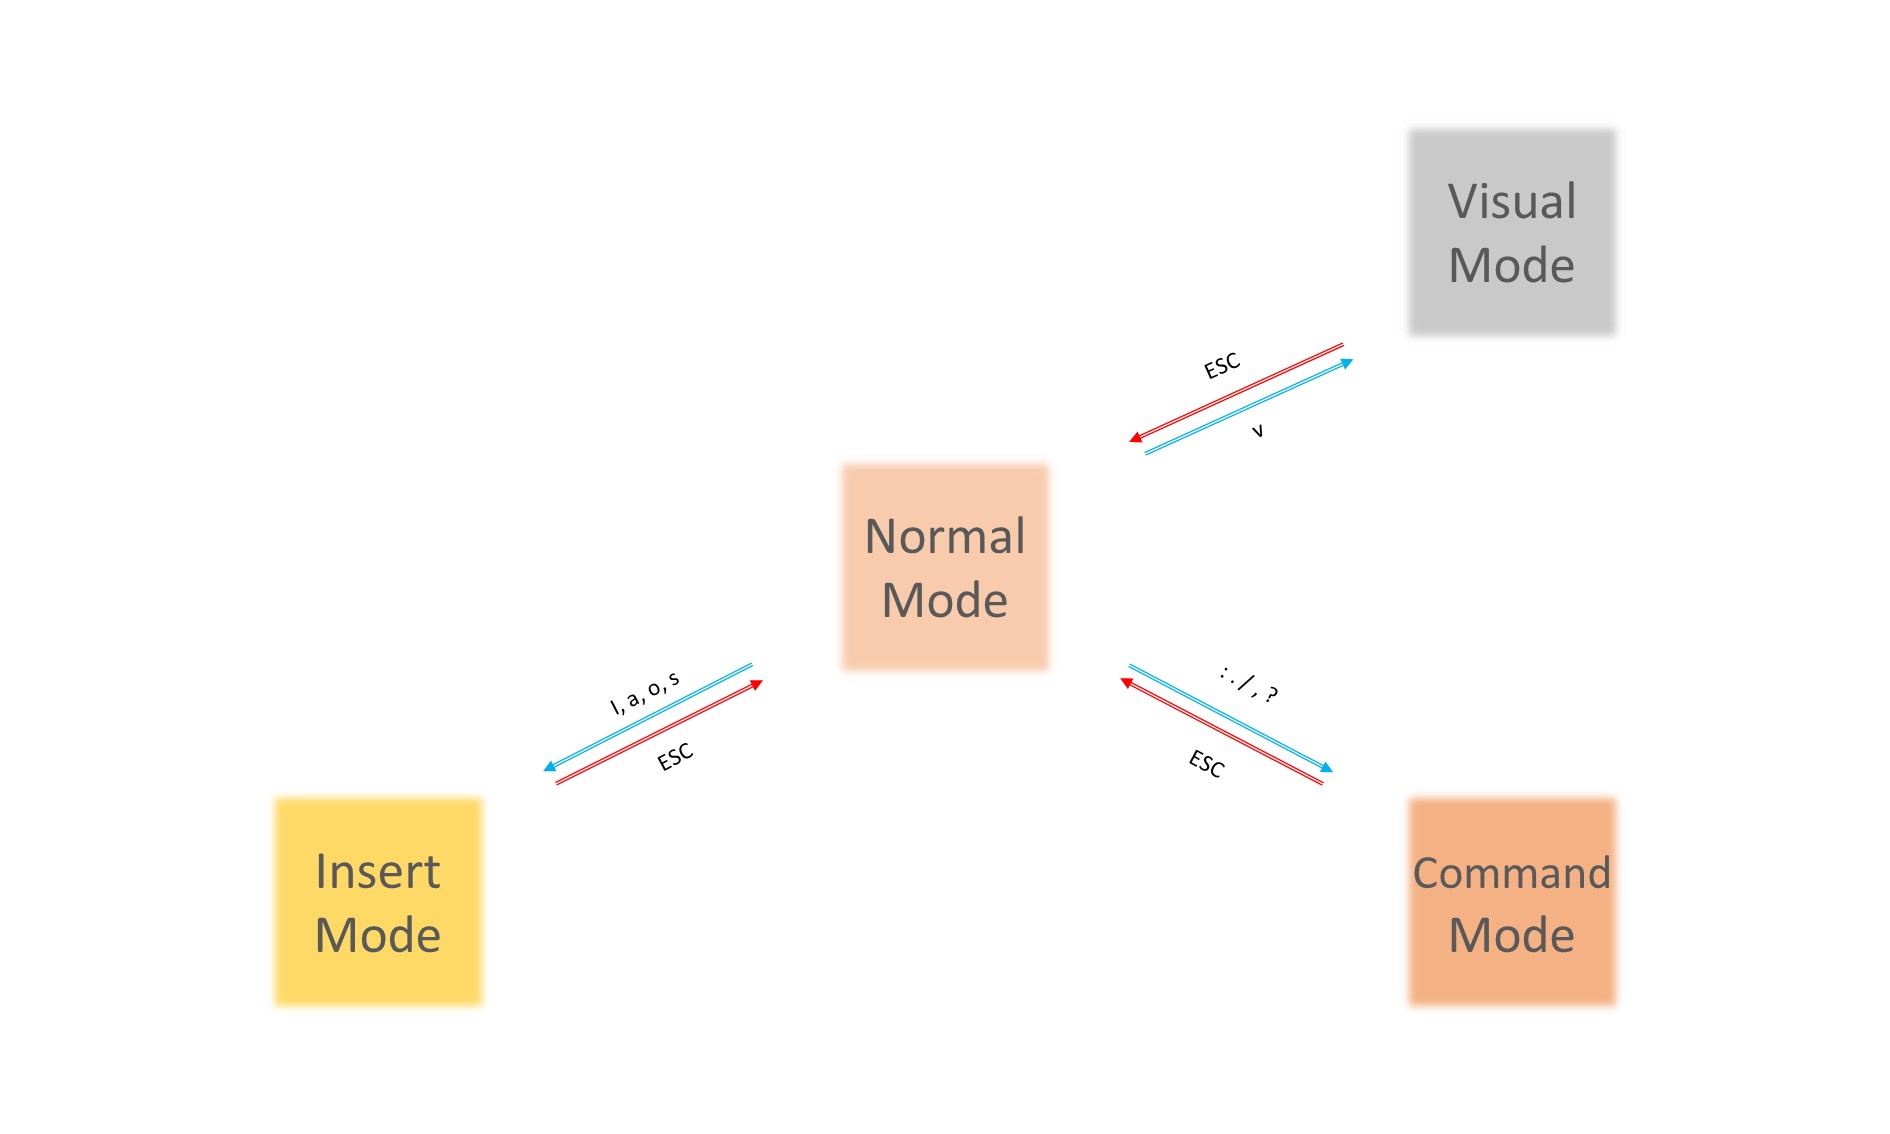 Visual
Mode
ESC
v
Normal
Mode
I, a, o, s
ESC
: . / , ?
ESC
Insert
Mode
Command
Mode